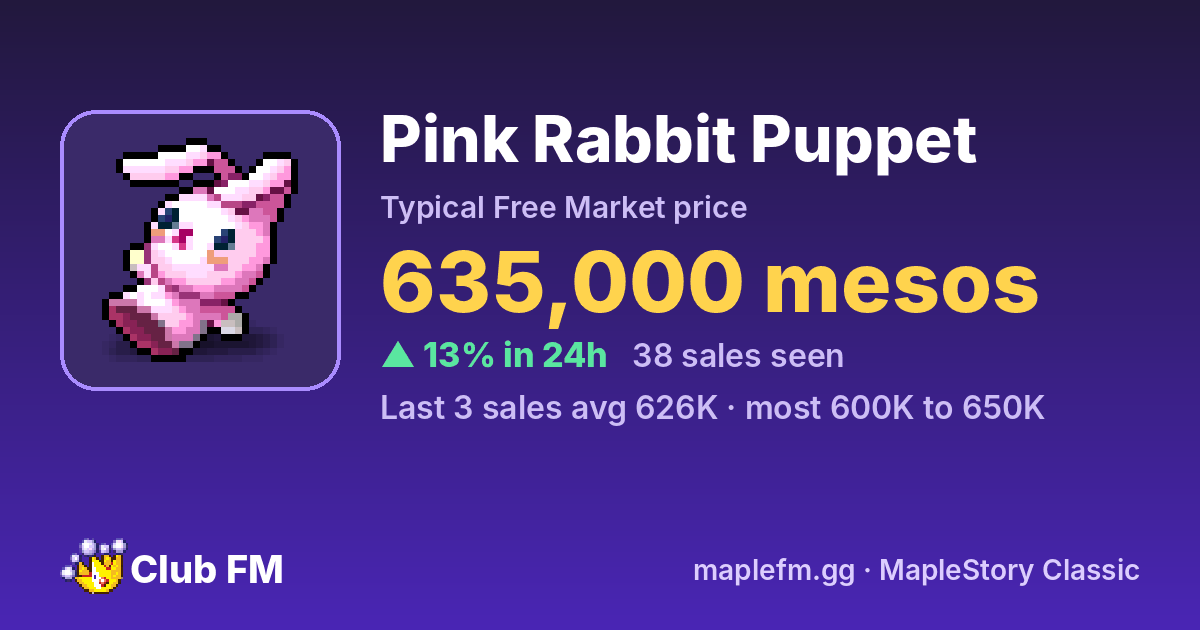 Pink Rabbit Puppet
Typical Free Market price
635,000 mesos
▲ 13% in 24h 38 sales seen
Last 3 sales avg 626K · most 600K to 650K
Club FM
maplefm.gg · MapleStory Classic